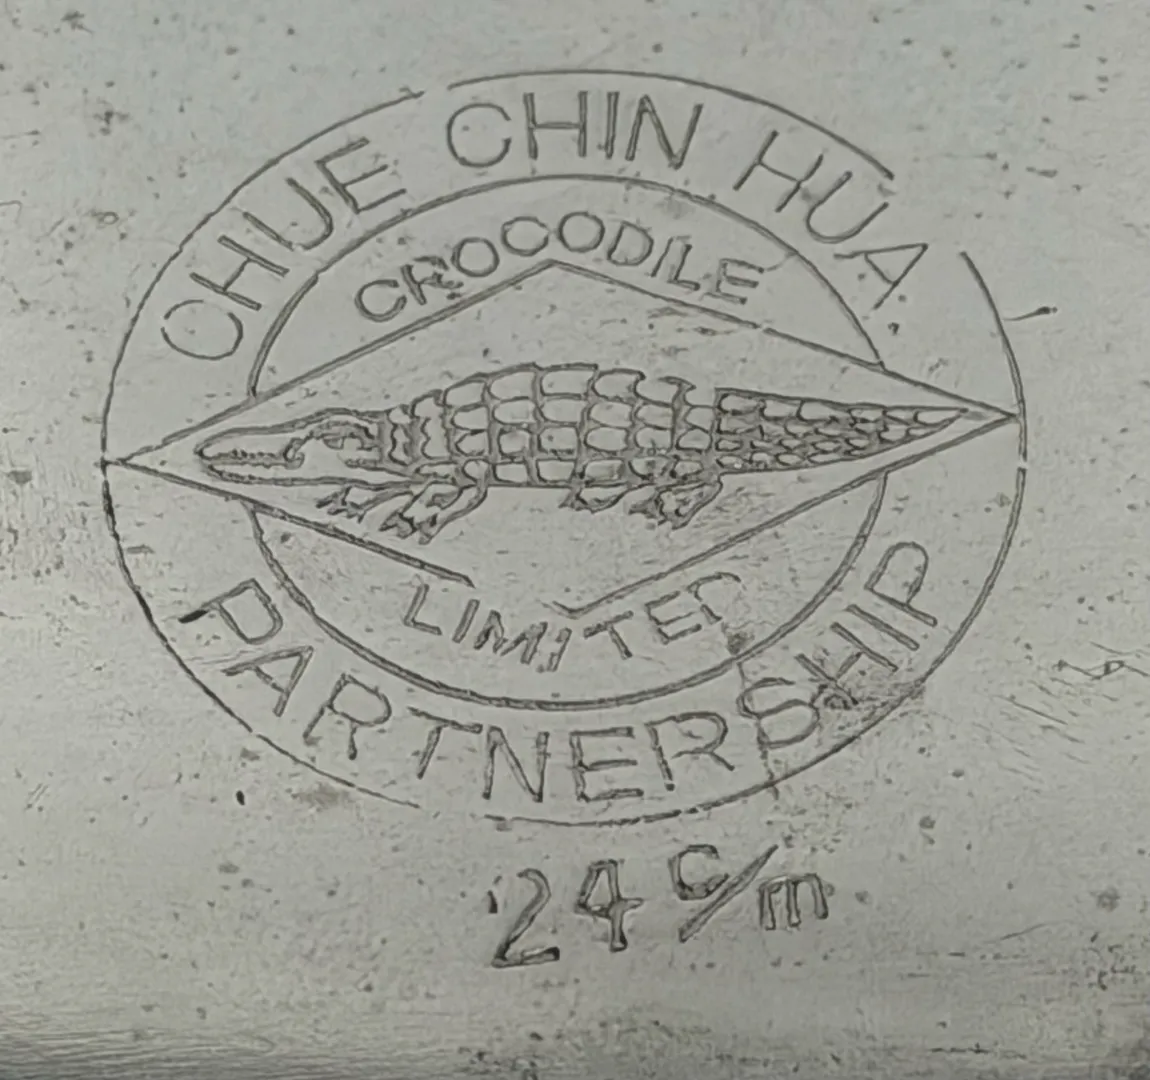 CHUE CHIN HUA.
CROCODILE
LIMITED
PARTNERSHIP
24 c/m